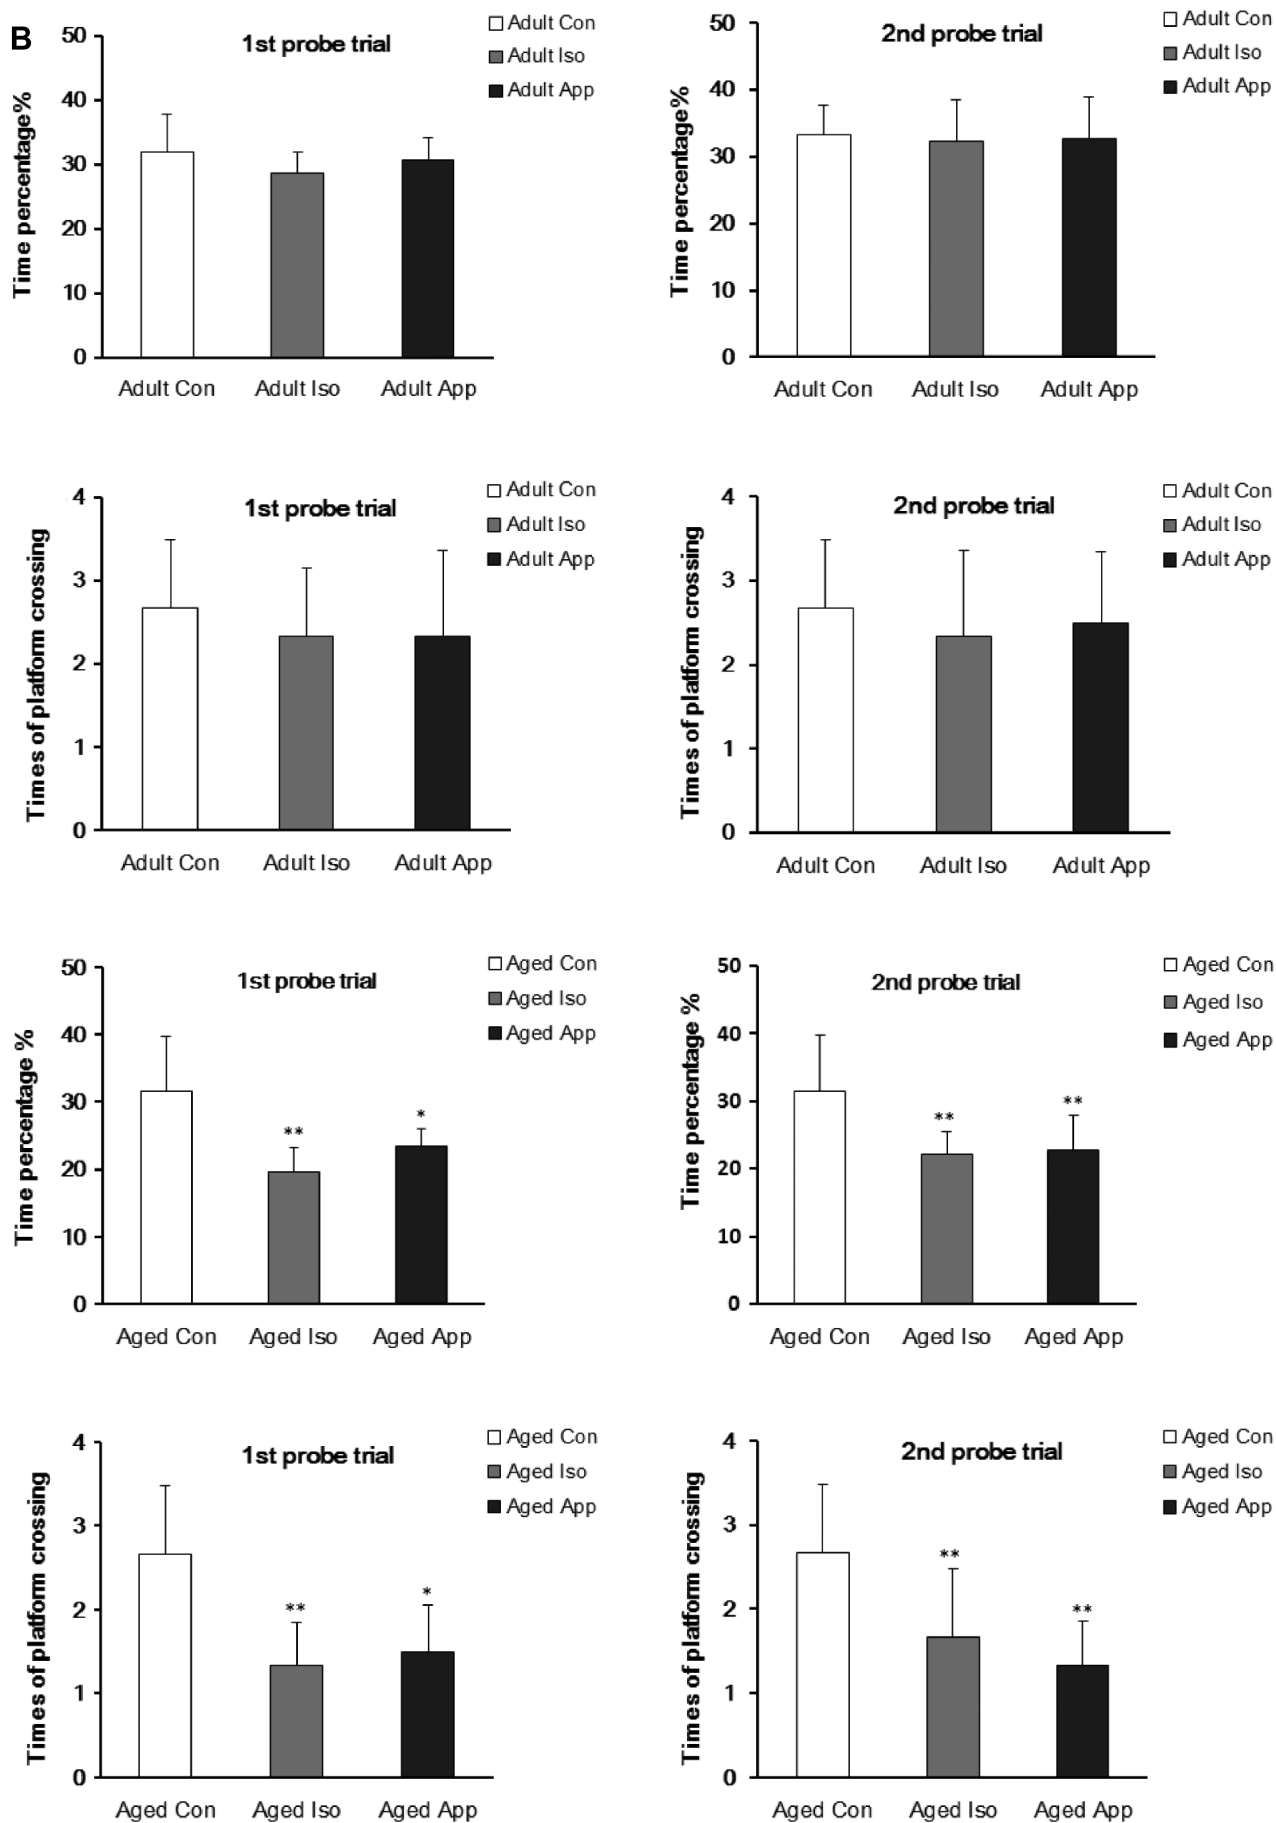 B
1st probe trial
Adult Con
Adult Iso
Adult App
Time percentage%
50
40
30
20
10
0
Adult Con Adult Iso Adult App
2nd probe trial
Adult Con
Adult Iso
Adult App
Time percentage%
50
40
30
20
10
0
Adult Con Adult Iso Adult App
1st probe trial
Adult Con
Adult Iso
Adult App
Times of platform crossing
4
3
2
1
0
Adult Con Adult Iso Adult App
2nd probe trial
Adult Con
Adult Iso
Adult App
Times of platform crossing
4
3
2
1
0
Adult Con Adult Iso Adult App
1st probe trial
Aged Con
Aged Iso
Aged App
Time percentage %
50
40
30
20
10
0
**
*
Aged Con Aged Iso Aged App
2nd probe trial
Aged Con
Aged Iso
Aged App
Time percentage %
50
40
30
20
10
0
**
**
Aged Con Aged Iso Aged App
1st probe trial
Aged Con
Aged Iso
Aged App
Times of platform crossing
4
3
2
1
0
**
*
Aged Con Aged Iso Aged App
2nd probe trial
Aged Con
Aged Iso
Aged App
Times of platform crossing
4
3
2
1
0
**
**
Aged Con Aged Iso Aged App